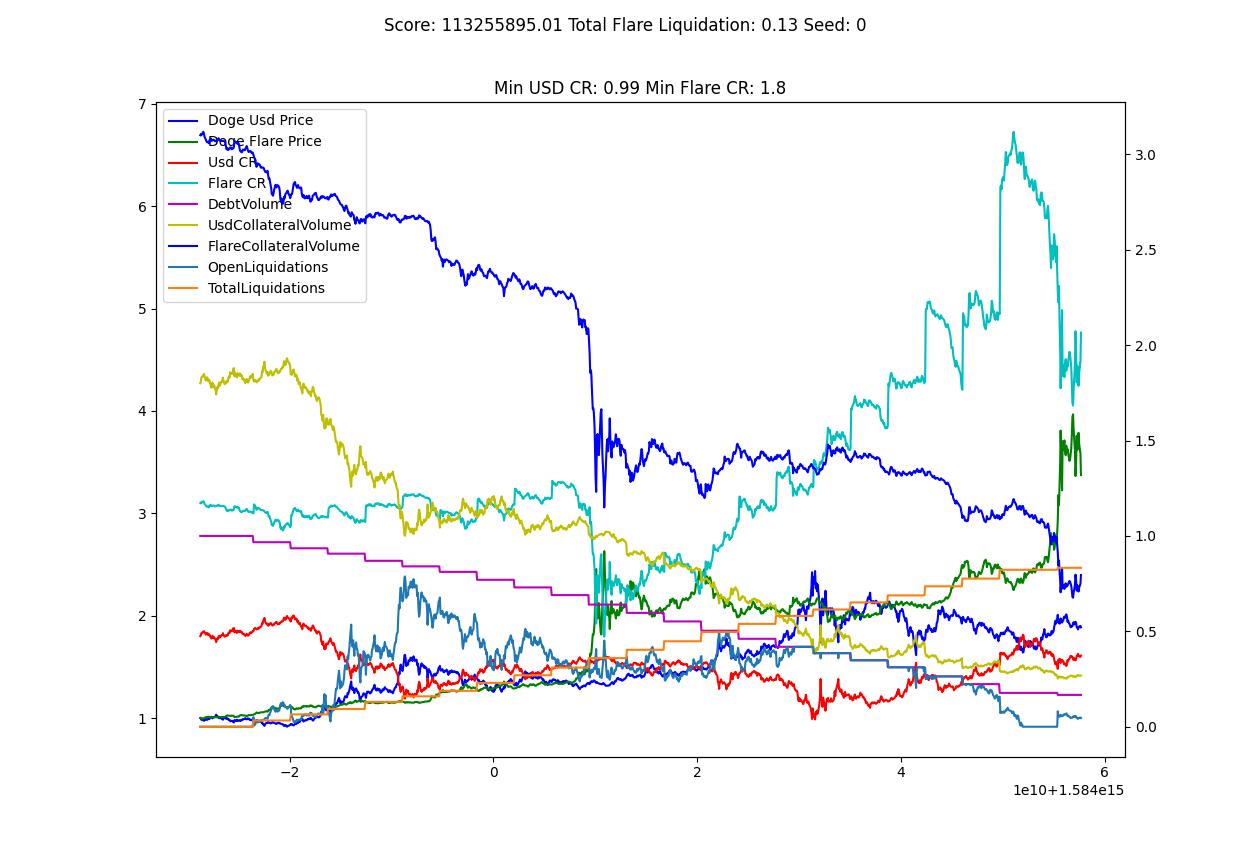 Score: 113255895.01 Total Flare Liquidation: 0.13 Seed: 0
Min USD CR: 0.99 Min Flare CR: 1.8
Doge Usd Price
Doge Flare Price
Usd CR
Flare CR
DebtVolume
UsdCollateralVolume
FlareCollateralVolume
OpenLiquidations
TotalLiquidations
7
6
5
4
3
2
1
3.0
2.5
2.0
1.5
1.0
0.5
0.0
−2
0
2
4
6
1e10+1.584e15